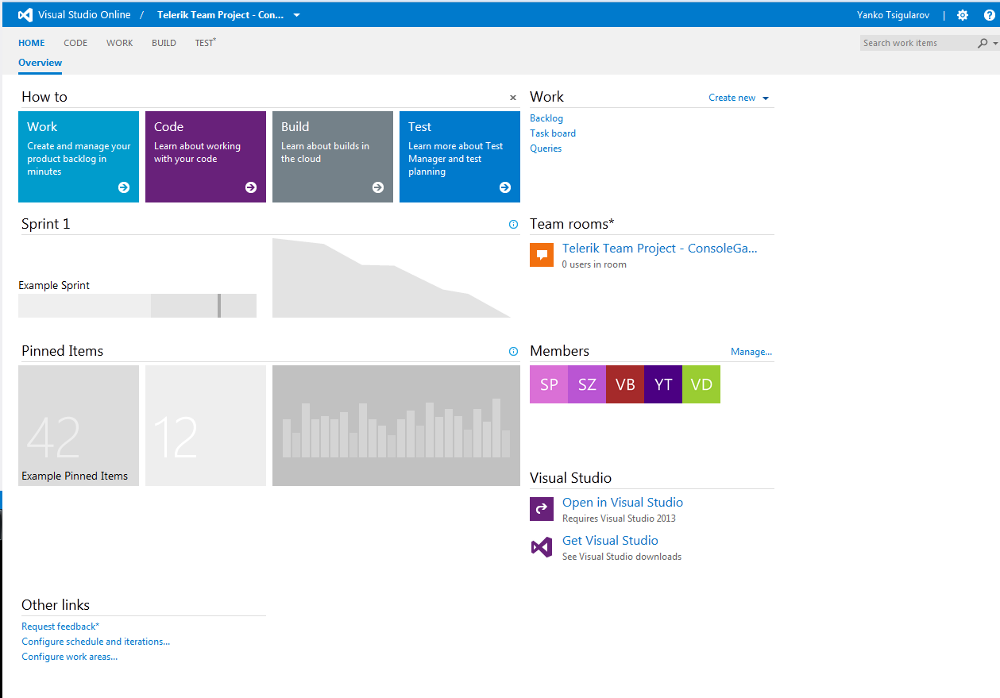 Visual Studio Online / Telerik Team Project - Con...
Yanko Tsigularov |
HOME CODE WORK BUILD TEST*
Search work items
Overview
How to
Work
Create and manage your
product backlog in
minutes
Code
Learn about working
with your code
Build
Learn about builds in
the cloud
Test
Learn more about Test
Manager and test
planning
Work
Create new
Backlog
Task board
Queries
Sprint 1
Example Sprint
Team rooms*
Telerik Team Project - ConsoleGa...
0 users in room
Pinned Items
42
Example Pinned Items
12
Members
Manage...
SP SZ VB YT VD
Visual Studio
Open in Visual Studio
Requires Visual Studio 2013
Get Visual Studio
See Visual Studio downloads
Other links
Request feedback*
Configure schedule and iterations...
Configure work areas...